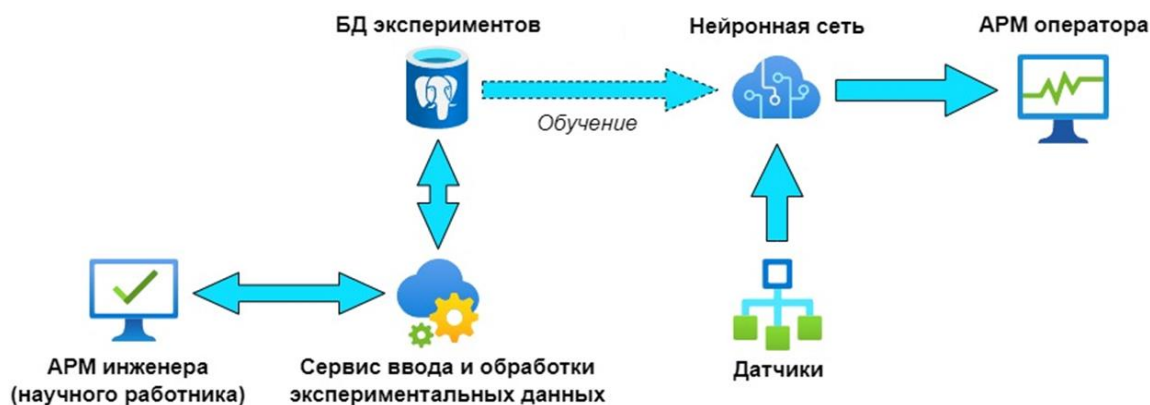 БД экспериментов
Нейронная сеть
АРМ оператора
Обучение
АРМ инженера
(научного работника)
Сервис ввода и обработки
экспериментальных данных
Датчики